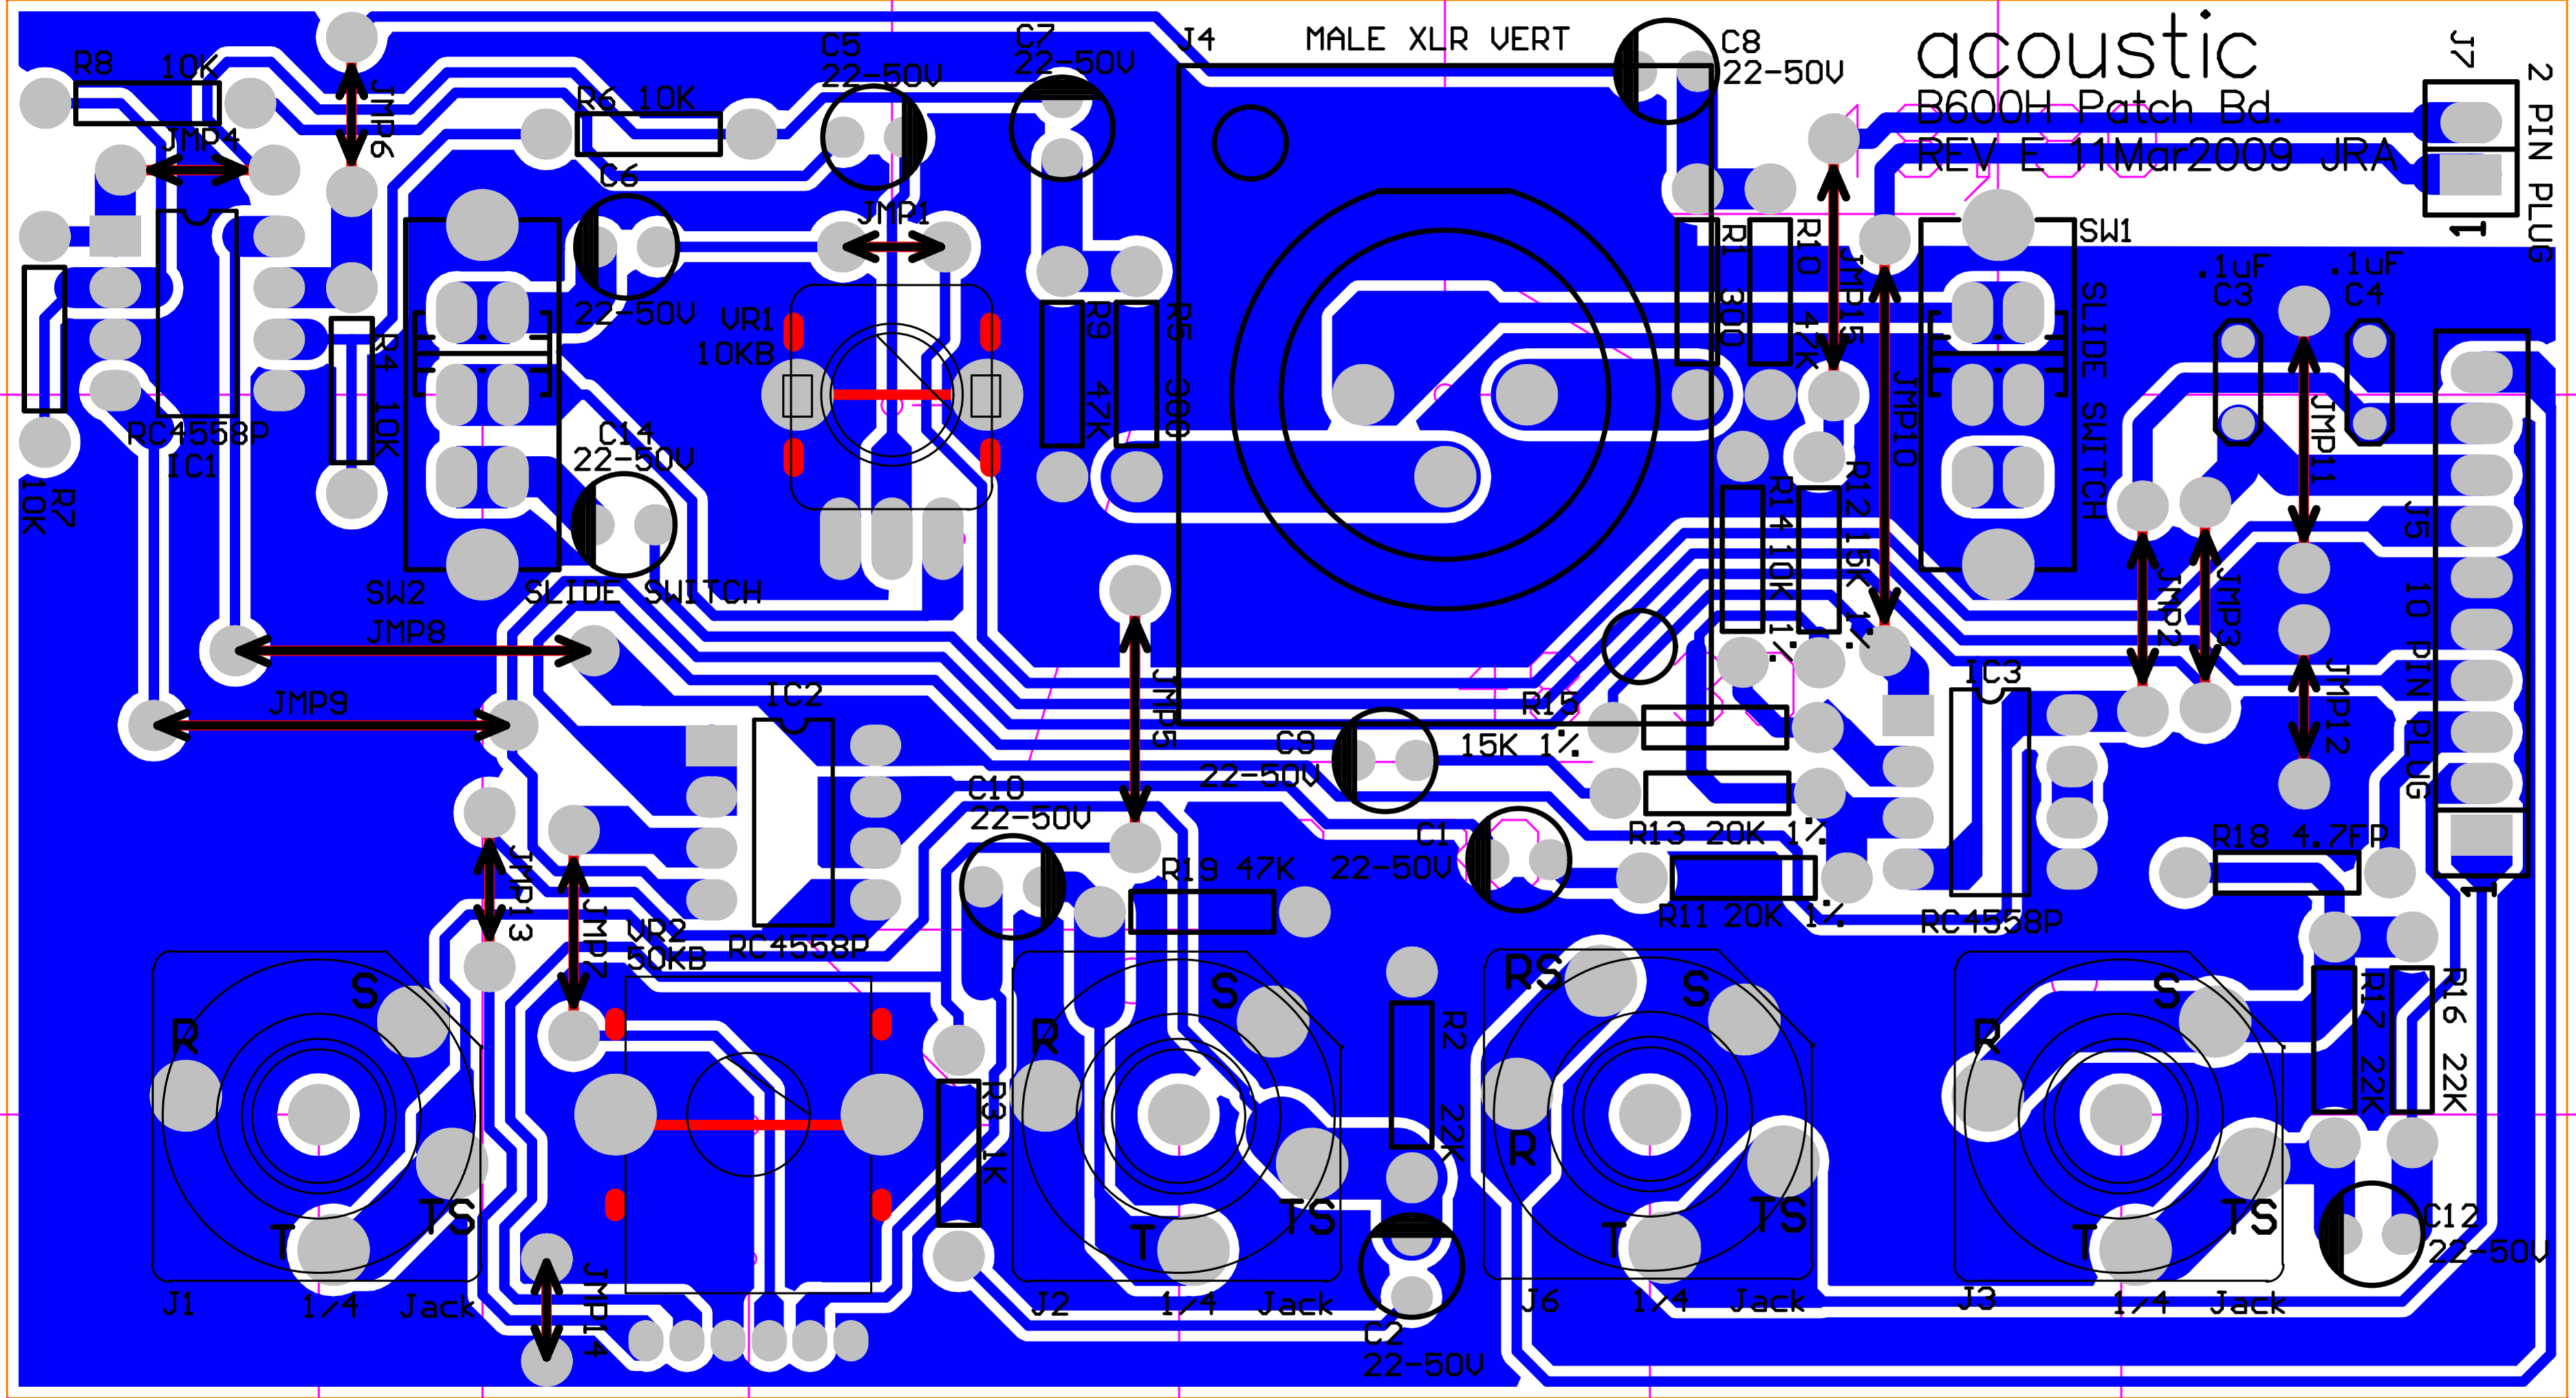 R8 10K
JMP4
JMP6
R6 10K
C5
22-50V
C7
22-50V
J4
MALE XLR VERT
C8
22-50V
acoustic
B600H Patch Bd.
REV E 11Mar2009 JRA
J7
2 PIN PLUG
1
C6
22-50V
JMP1
VR1
10KB
R9 47K
R5 300
R1 300
R10 47K
JMP15
JMP10
SW1
SLIDE SWITCH
.1uF
C3
.1uF
C4
JMP11
J5 10 PIN PLUG
1
R4 10K
RC4558P
IC1
R7
10K
C14
22-50V
SW2 SLIDE SWITCH
JMP8
JMP9
IC2
RC4558P
JMP5
R14 10K 1%
R12 15K 1%
JMP2
JMP3
JMP12
IC3
RC4558P
R15
15K 1%
C9
22-50V
C10
22-50V
C1
22-50V
R13 20K 1%
R11 20K 1%
R18 4.7FP
R19 47K
JMP13
JMP7
VR2
50KB
R3 1K
R2 22K
R17 22K
R16 22K
C12
22-50V
S
R
TS
T
J1 1/4 Jack
JMP14
S
R
TS
T
J2 1/4 Jack
C2
22-50V
RS
S
R
TS
T
J6 1/4 Jack
S
R
TS
T
J3 1/4 Jack